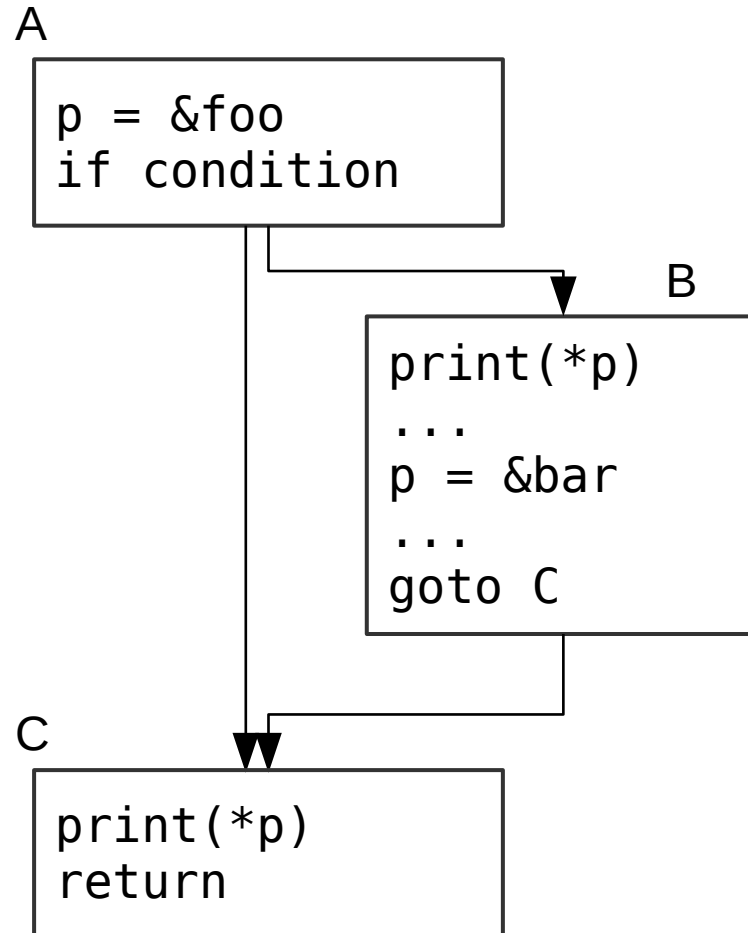 A
p = &foo
if condition
B
print(*p)
...
p = &bar
...
goto C
C
print(*p)
return